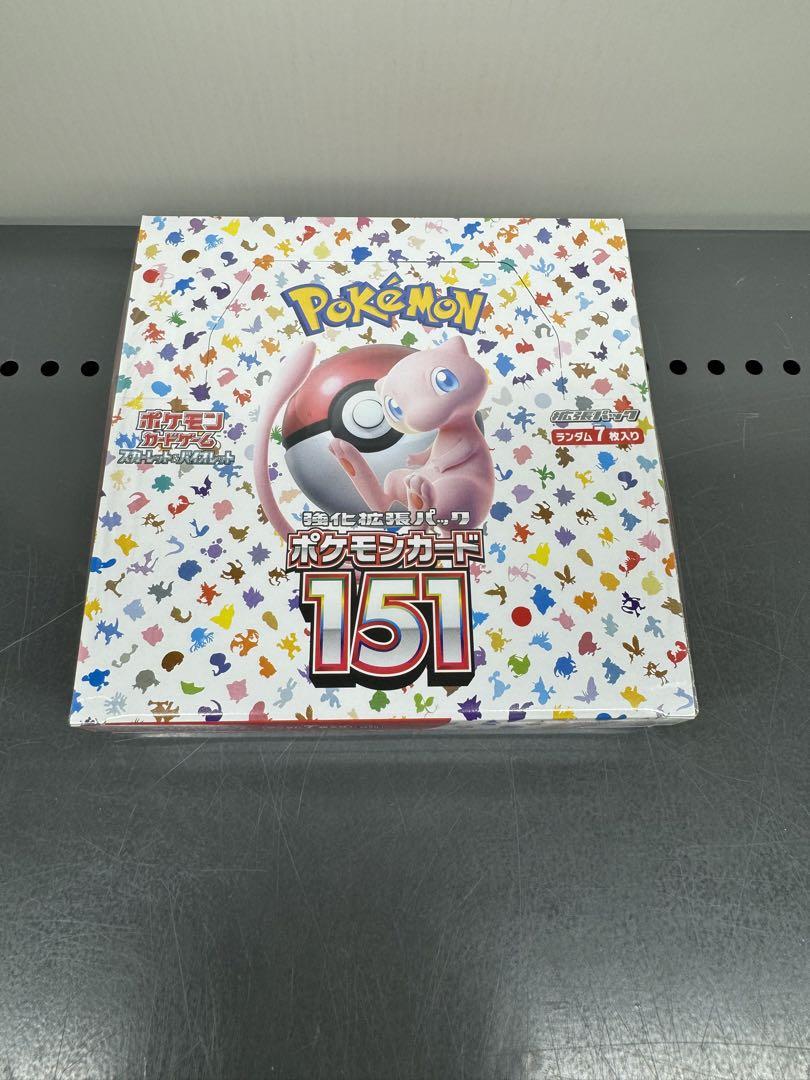 POKéMON
ポケモン
カードゲーム
スカーレット&バイオレット
拡張パック
ランダム7枚入り
強化拡張パック
ポケモンカード
151